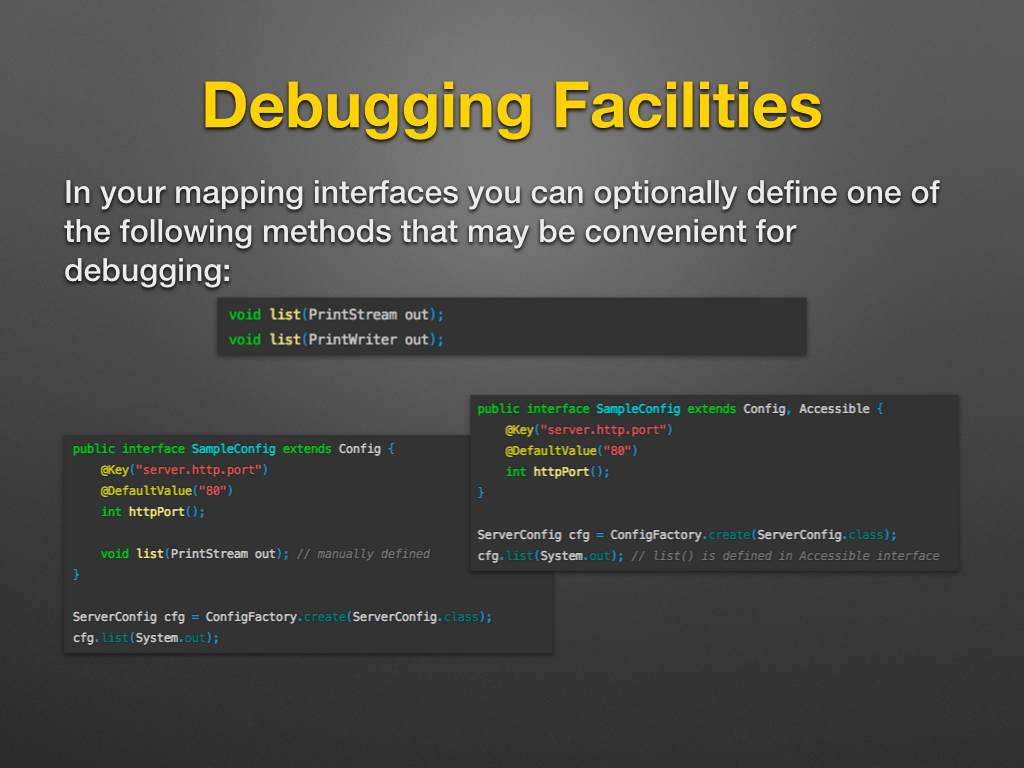 Debugging Facilities
In your mapping interfaces you can optionally define one of
the following methods that may be convenient for
debugging:
void list(PrintStream out);
void list(PrintWriter out);
public interface SampleConfig extends Config {
    @Key("server.http.port")
    @DefaultValue("80")
    int httpPort();
    void list(PrintStream out); // manually defined
}
ServerConfig cfg = ConfigFactory.create(ServerConfig.class);
cfg.list(System.out);
public interface SampleConfig extends Config, Accessible {
    @Key("server.http.port")
    @DefaultValue("80")
    int httpPort();
}
ServerConfig cfg = ConfigFactory.create(ServerConfig.class);
cfg.list(System.out); // list() is defined in Accessible interface